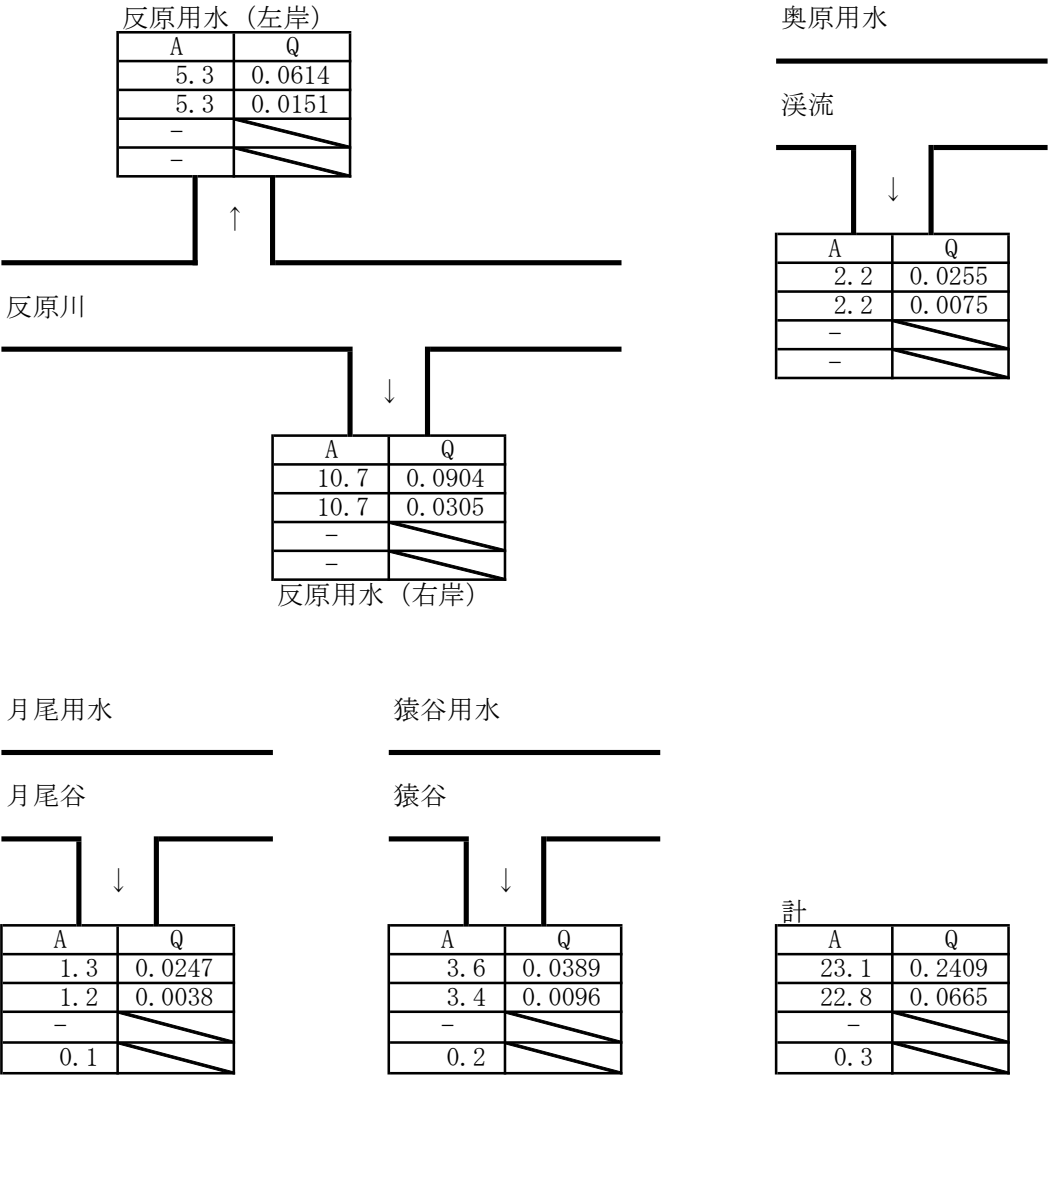 反原用水（左岸）
A Q
5.3 0.0614
5.3 0.0151
−
−
↑
反原川
↓
A Q
10.7 0.0904
10.7 0.0305
−
−
反原用水（右岸）
奥原用水
渓流
↓
A Q
2.2 0.0255
2.2 0.0075
−
−
月尾用水
月尾谷
↓
A Q
1.3 0.0247
1.2 0.0038
−
0.1
猿谷用水
猿谷
↓
A Q
3.6 0.0389
3.4 0.0096
−
0.2
計
A Q
23.1 0.2409
22.8 0.0665
−
0.3